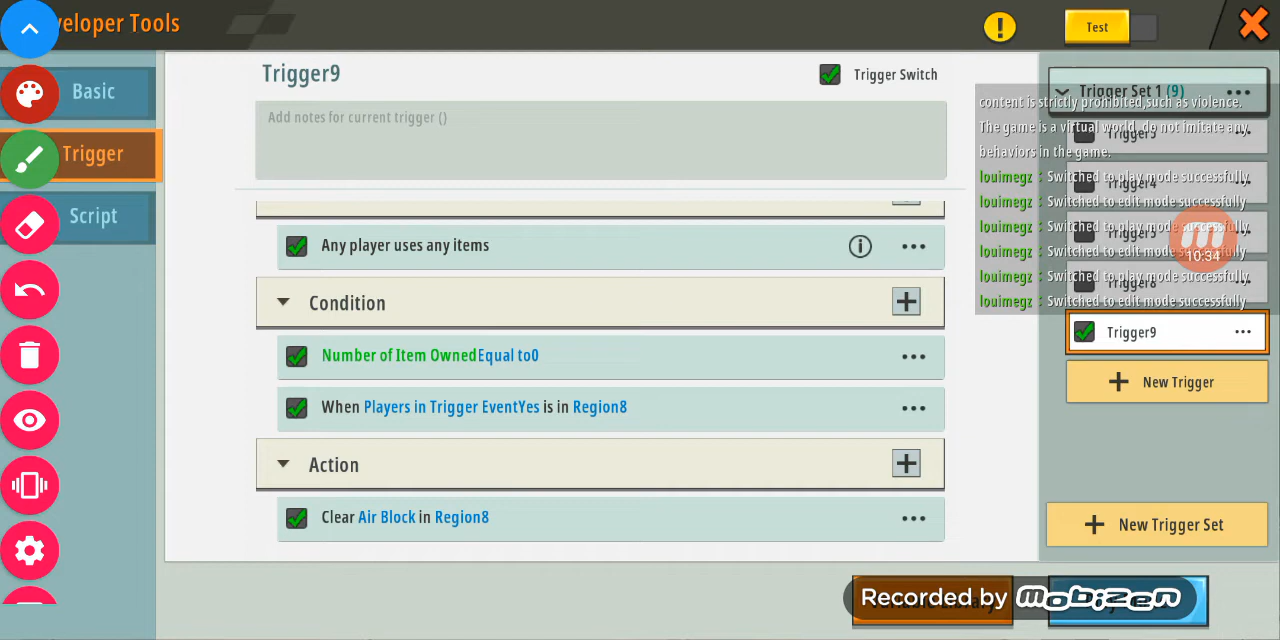 veloper Tools
Test
Basic
Trigger
Script
Trigger9
Trigger Switch
Add notes for current trigger ()
Any player uses any items
Condition
Number of Item OwnedEqual to0
When Players in Trigger EventYes is in Region8
Action
Clear Air Block in Region8
Trigger Set 1 (9)
content is strictly prohibited,such as violence.
The game is a virtual world, do not imitate any
behaviors in the game.
louimegz : Switched to play mode successfully
louimegz : Switched to edit mode successfully
louimegz : Switched to play mode successfully
louimegz : Switched to edit mode successfully
louimegz : Switched to play mode successfully
louimegz : Switched to edit mode successfully
Trigger4
10:34
Trigger9
New Trigger
New Trigger Set
Recorded by mobizen